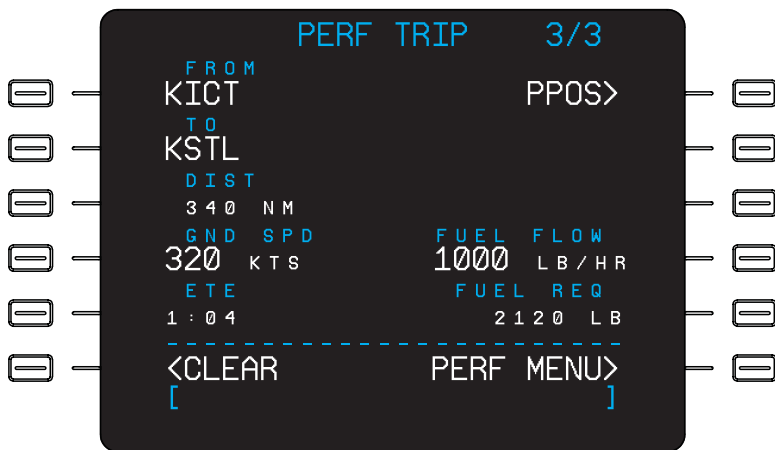 PERF TRIP 3/3
FROM
KICT PPOS>
TO
KSTL
DIST
340 NM
GND SPD FUEL FLOW
320 KTS 1000 LB/HR
ETE FUEL REQ
1:04 2120 LB
--------------------------
<CLEAR PERF MENU>
[ ]